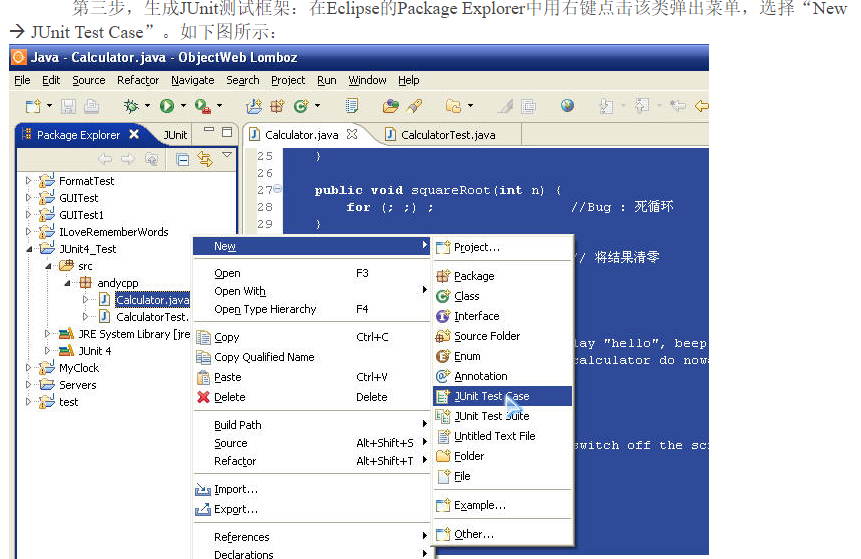 第三步，生成JUnit测试框架：在Eclipse的Package Explorer中用右键点击该类弹出菜单，选择“New
→ JUnit Test Case”。如下图所示：
Java - Calculator.java - ObjectWeb Lomboz
File Edit Source Refactor Navigate Search Project Run Window Help
Package Explorer JUnit
Calculator.java CalculatorTest.java
FormatTest
GUITest
GUITest1
ILoveRememberWords
JUnit4_Test
src
andycpp
Calculator.java
CalculatorTest.
JRE System Library [jre
JUnit 4
MyClock
Servers
test
25 }
26
27 public void squareRoot(int n) {
28 for (; ;) ; //Bug : 死循环
29 }
// 将结果清零
lay "hello", beep
calculator do now
switch off the sc
New
Open F3
Open With
Open Type Hierarchy F4
Copy Ctrl+C
Copy Qualified Name
Paste Ctrl+V
Delete Delete
Build Path
Source Alt+Shift+S
Refactor Alt+Shift+T
Import...
Export...
References
Declarations
Project...
Package
Class
Interface
Source Folder
Enum
Annotation
JUnit Test Case
JUnit Test Suite
Untitled Text File
Folder
File
Example...
Other...